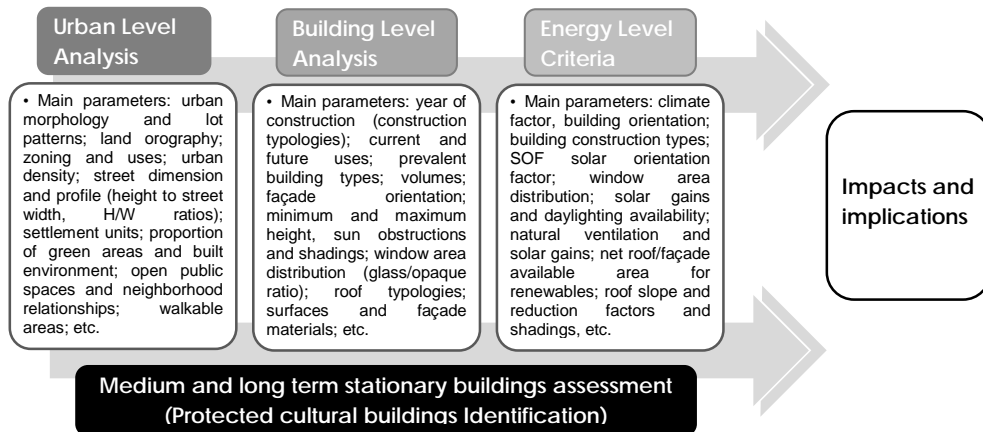 Urban Level
Analysis
• Main parameters: urban
morphology and lot
patterns; land orography;
zoning and uses; urban
density; street dimension
and profile (height to street
width, H/W ratios);
settlement units; proportion
of green areas and built
environment; open public
spaces and neighborhood
relationships; walkable
areas; etc.
Building Level
Analysis
• Main parameters: year of
construction (construction
typologies); current and
future uses; prevalent
building types; volumes;
façade orientation;
minimum and maximum
height, sun obstructions
and shadings; window area
distribution (glass/opaque
ratio); roof typologies;
surfaces and façade
materials; etc.
Energy Level
Criteria
• Main parameters: climate
factor, building orientation;
building construction types;
SOF solar orientation
factor; window area
distribution; solar gains
and daylighting availability;
natural ventilation and
solar gains; net roof/façade
available area for
renewables; roof slope and
reduction factors and
shadings, etc.
Impacts and
implications
Medium and long term stationary buildings assessment
(Protected cultural buildings Identification)